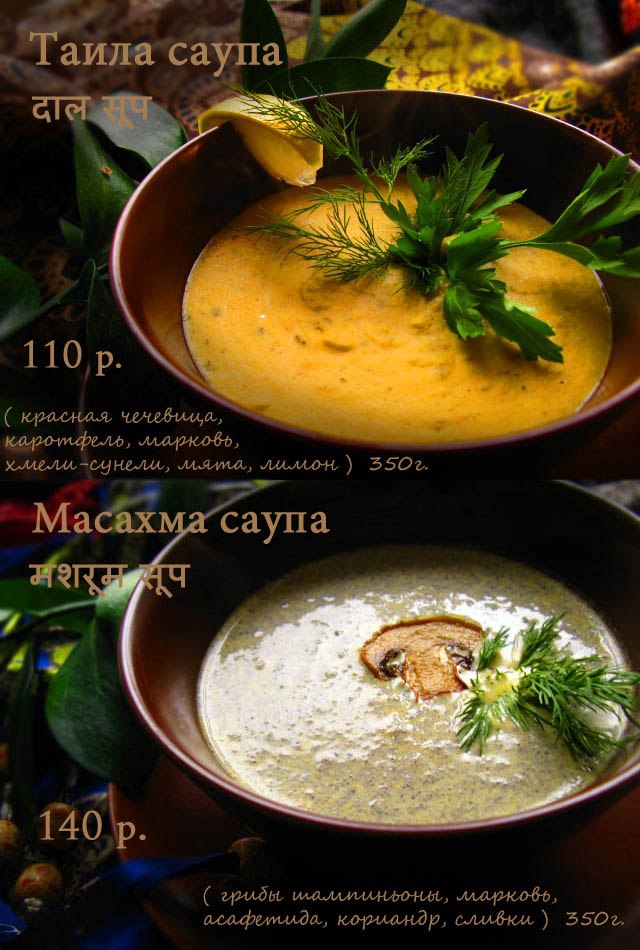 Таила саупа
दाल सूप
110 р.
( красная чечевица,
каротфель, марковь,
хмели-сунели, мята, лимон ) 350г.
Масахма саупа
मशरूम सूप
140 р.
( грибы шампиньоны, марковь,
асафетида, кориандр, сливки ) 350г.